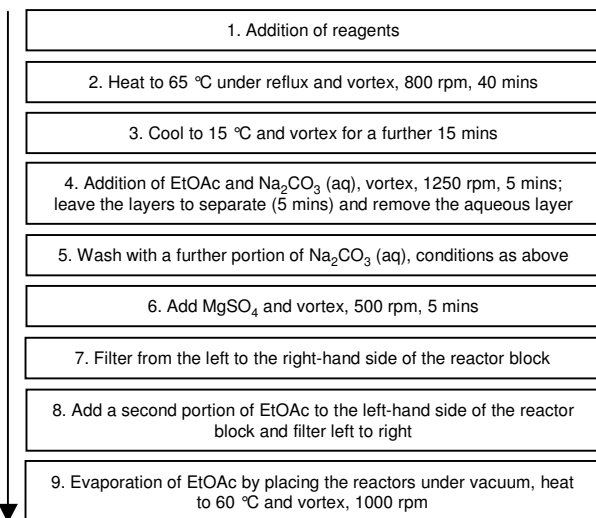 1. Addition of reagents
2. Heat to 65 °C under reflux and vortex, 800 rpm, 40 mins
3. Cool to 15 °C and vortex for a further 15 mins
4. Addition of EtOAc and Na₂CO₃ (aq), vortex, 1250 rpm, 5 mins;
leave the layers to separate (5 mins) and remove the aqueous layer
5. Wash with a further portion of Na₂CO₃ (aq), conditions as above
6. Add MgSO₄ and vortex, 500 rpm, 5 mins
7. Filter from the left to the right-hand side of the reactor block
8. Add a second portion of EtOAc to the left-hand side of the reactor
block and filter left to right
9. Evaporation of EtOAc by placing the reactors under vacuum, heat
to 60 °C and vortex, 1000 rpm